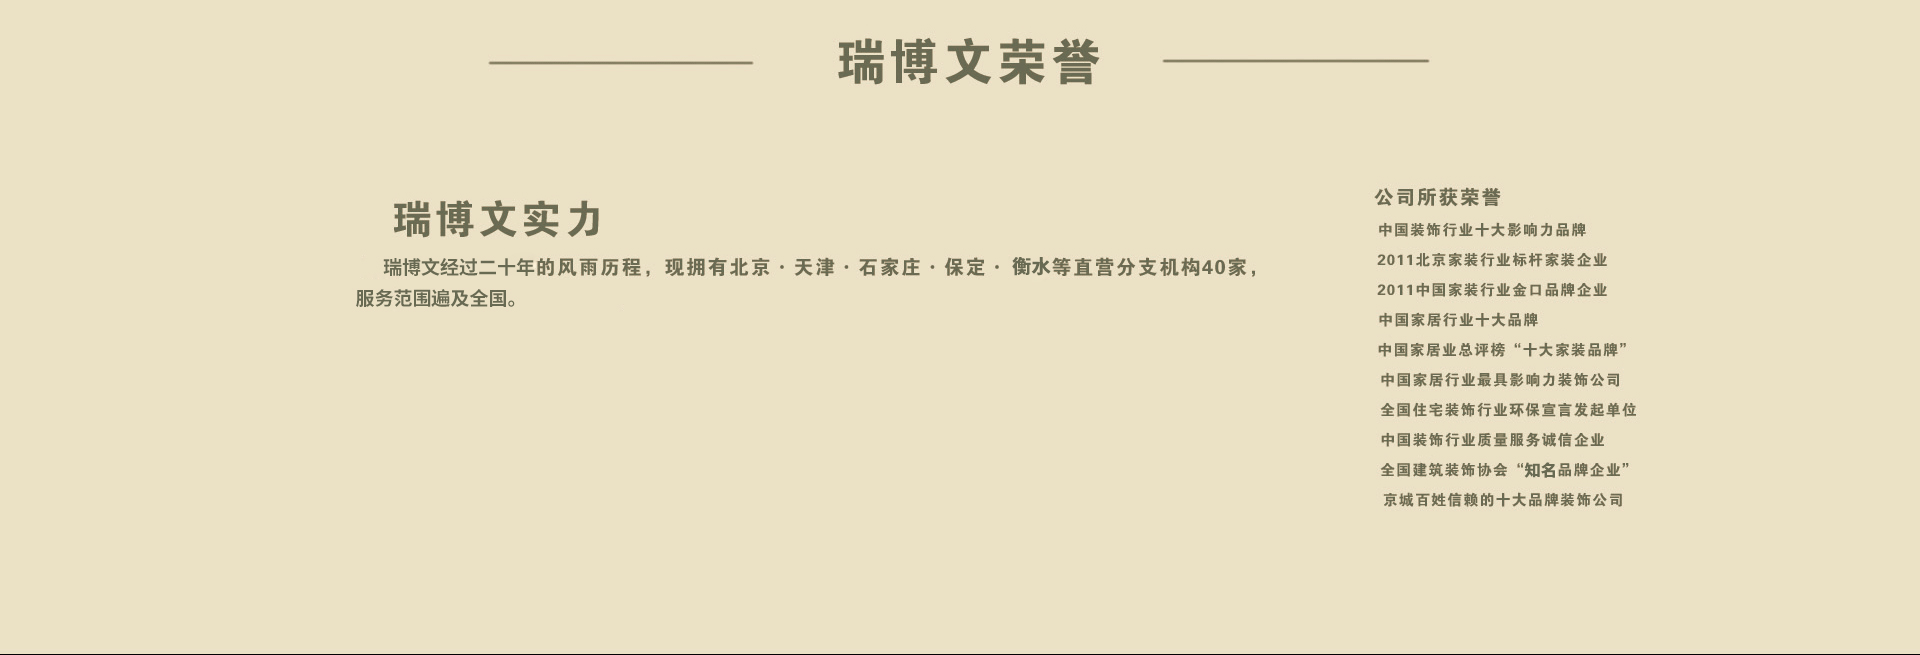 瑞博文荣誉
瑞博文实力
瑞博文经过二十年的风雨历程，现拥有北京·天津·石家庄·保定·衡水等直营分支机构40家，
服务范围遍及全国。
公司所获荣誉
中国装饰行业十大影响力品牌
2011北京家装行业标杆家装企业
2011中国家装行业金口品牌企业
中国家居行业十大品牌
中国家居业总评榜“十大家装品牌”
中国家居行业最具影响力装饰公司
全国住宅装饰行业环保宣言发起单位
中国装饰行业质量服务诚信企业
全国建筑装饰协会“知名品牌企业”
京城百姓信赖的十大品牌装饰公司